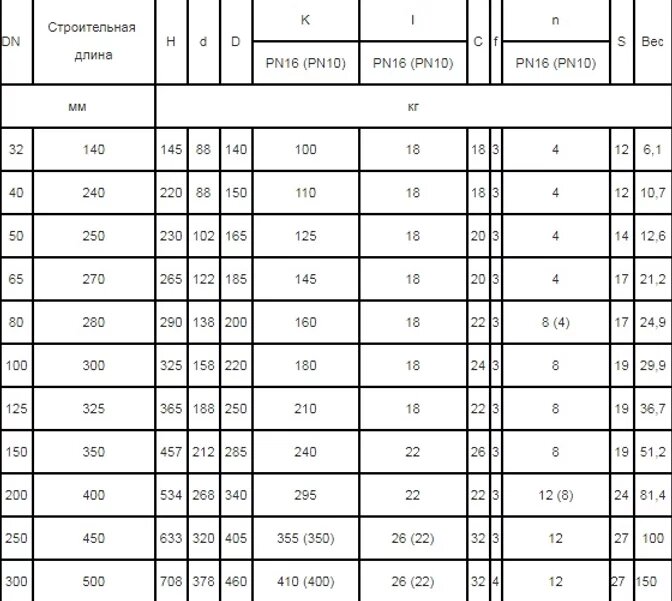 DN Строительная длина H d D K l C f n S Вес
PN16 (PN10) PN16 (PN10) PN16 (PN10)
мм кг
32 140 145 88 140 100 18 18 3 4 12 6,1
40 240 220 88 150 110 18 18 3 4 12 10,7
50 250 230 102 165 125 18 20 3 4 14 12,6
65 270 265 122 185 145 18 20 3 4 17 21,2
80 280 290 138 200 160 18 22 3 8 (4) 17 24,9
100 300 325 158 220 180 18 24 3 8 19 29,9
125 325 365 188 250 210 18 22 3 8 19 36,7
150 350 457 212 285 240 22 26 3 8 19 51,2
200 400 534 268 340 295 22 22 3 12 (8) 24 81,4
250 450 633 320 405 355 (350) 26 (22) 32 3 12 27 100
300 500 708 378 460 410 (400) 26 (22) 32 4 12 27 150